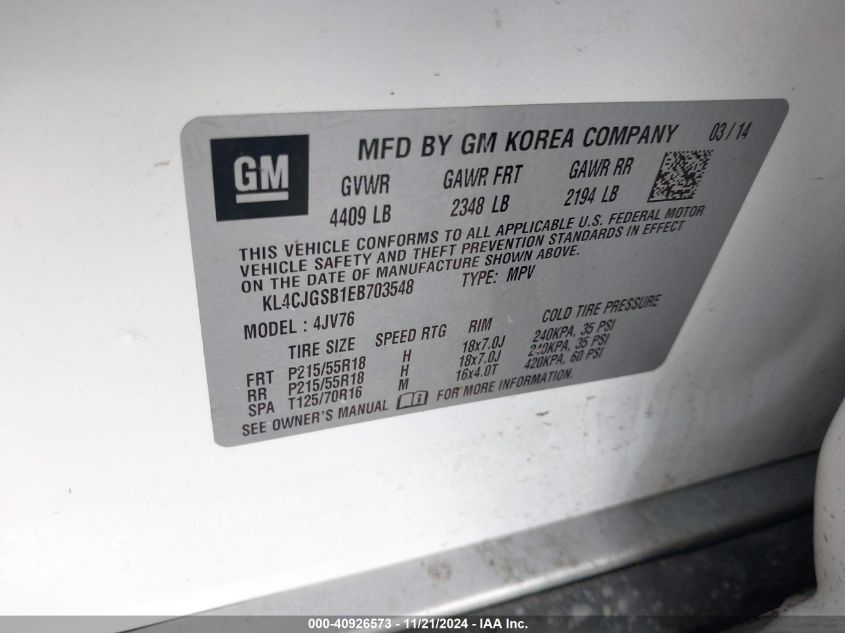 GM
MFD BY GM KOREA COMPANY 03/14
GVWR GAWR FRT GAWR RR
4409 LB 2348 LB 2194 LB
THIS VEHICLE CONFORMS TO ALL APPLICABLE U.S. FEDERAL MOTOR
VEHICLE SAFETY AND THEFT PREVENTION STANDARDS IN EFFECT
ON THE DATE OF MANUFACTURE SHOWN ABOVE.
KL4CJGSB1EB703548 TYPE: MPV
MODEL : 4JV76
TIRE SIZE SPEED RTG RIM COLD TIRE PRESSURE
FRT P215/55R18 H 18x7.0J 240KPA, 35 PSI
RR P215/55R18 H 18x7.0J 240KPA, 35 PSI
SPA T125/70R16 M 16x4.0T 420KPA, 60 PSI
SEE OWNER'S MANUAL FOR MORE INFORMATION.
000-40926573 — 11/21/2024 — IAA Inc.